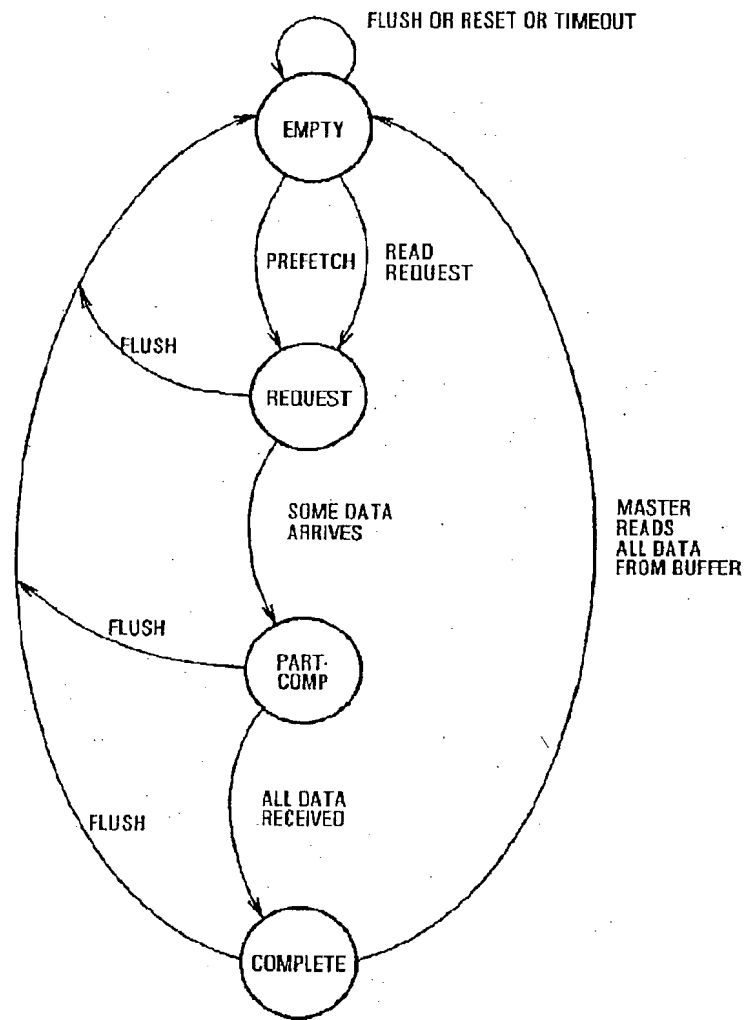 FLUSH OR RESET OR TIMEOUT
EMPTY
PREFETCH
READ
REQUEST
FLUSH
REQUEST
SOME DATA
ARRIVES
MASTER
READS
ALL DATA
FROM BUFFER
FLUSH
PART-
COMP
ALL DATA
RECEIVED
FLUSH
COMPLETE